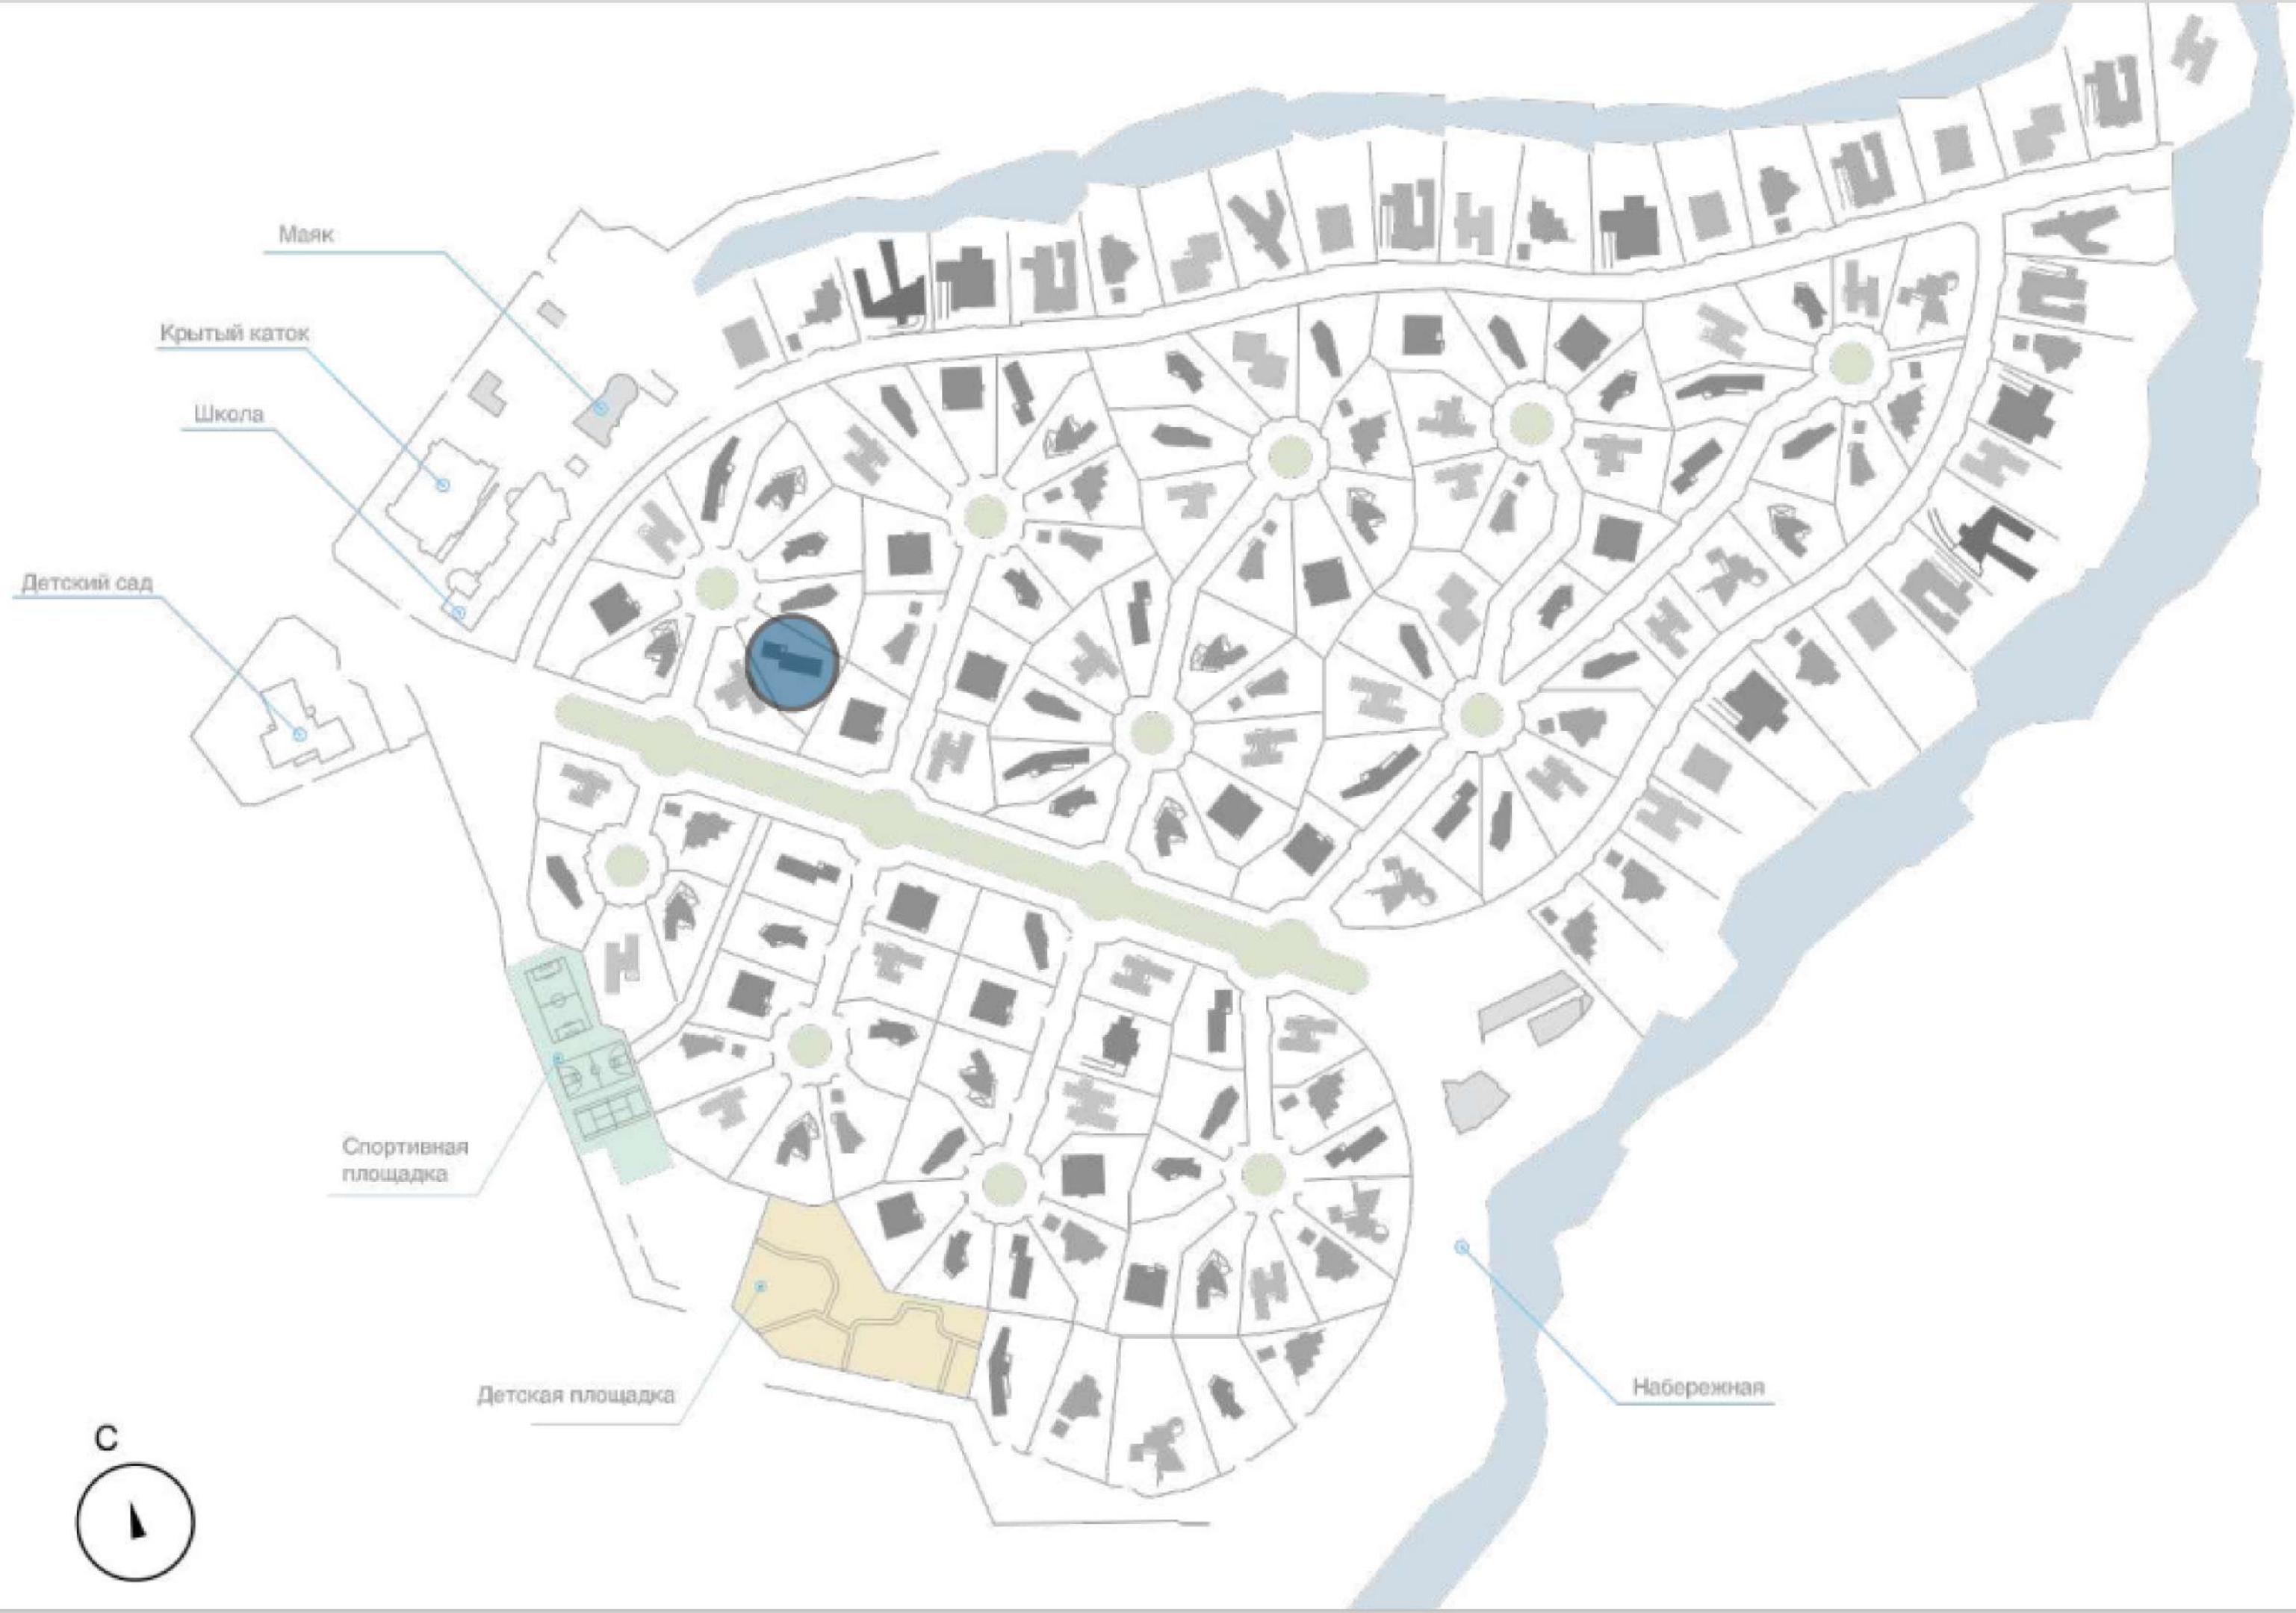 Маяк
Крытый каток
Школа
Детский сад
Спортивная
площадка
Детская площадка
Набережная
С